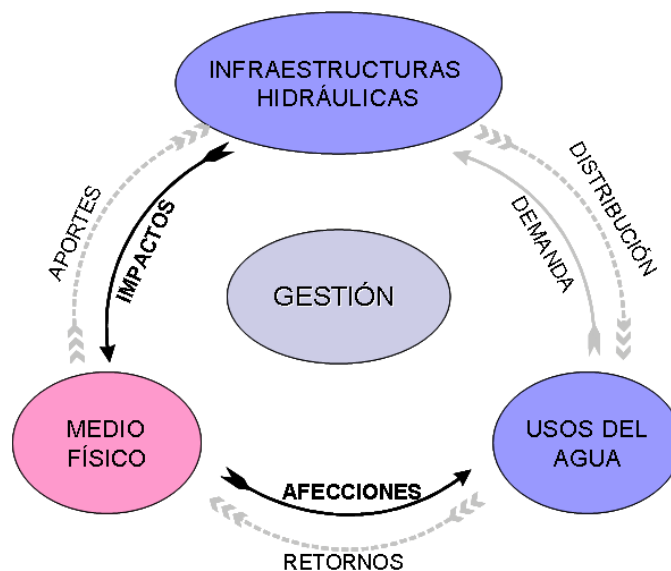 INFRAESTRUCTURAS
HIDRÁULICAS
APORTES
IMPACTOS
DISTRIBUCIÓN
DEMANDA
GESTIÓN
MEDIO
FÍSICO
USOS DEL
AGUA
AFECCIONES
RETORNOS